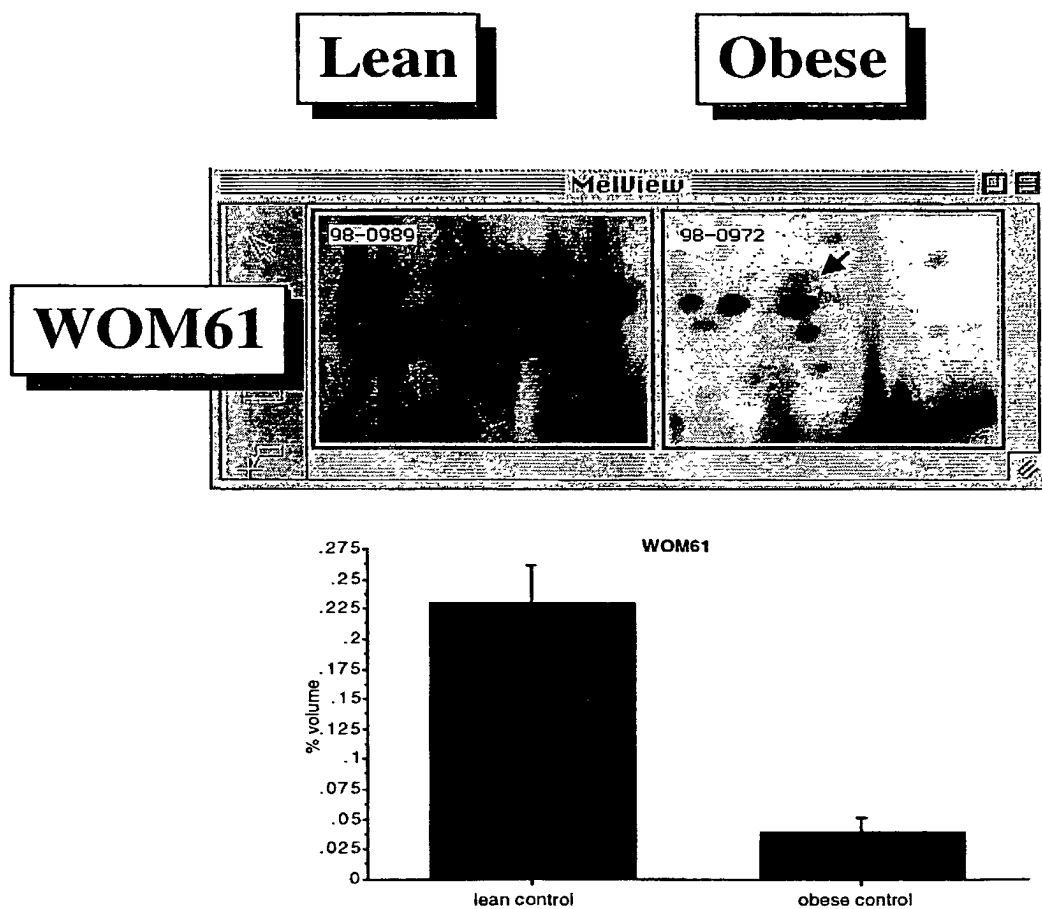 Lean
Obese
MelView
98-0989
98-0972
WOM61
WOM61
.275
.25
.225
.2
.175
.15
.125
.1
.075
.05
.025
0
% volume
lean control
obese control